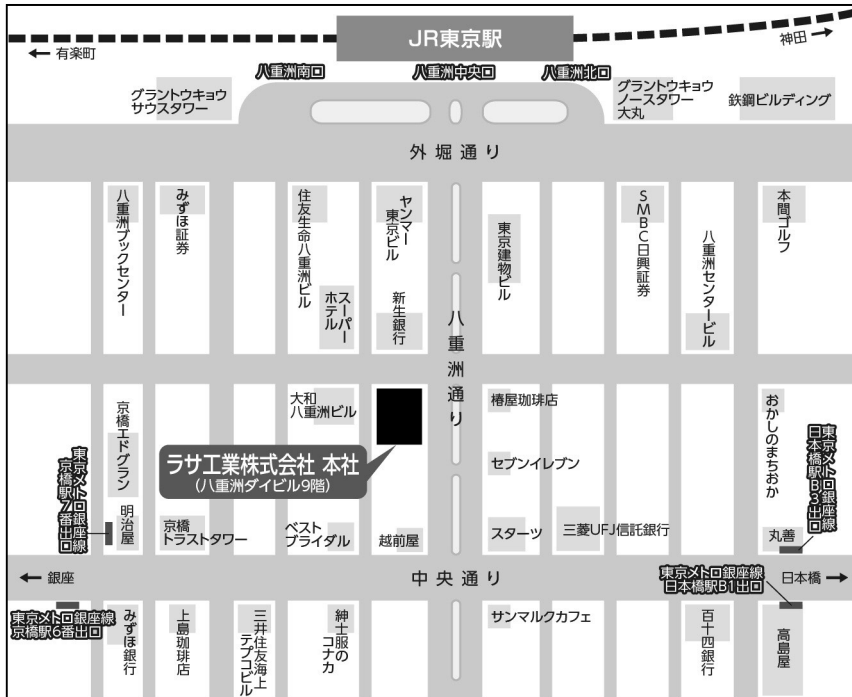 JR東京駅
← 有楽町
神田 →
八重洲南口
八重洲中央口
八重洲北口
グラントウキョウ
サウスタワー
グラントウキョウ
ノースタワー
大丸
鉄鋼ビルディング
外堀通り
八重洲ブックセンター
みずほ証券
住友生命八重洲ビル
スーパー
ホテル
ヤンマー
東京ビル
新生銀行
八重洲通り
東京建物ビル
SMBC日興証券
八重洲センタービル
本間ゴルフ
京橋エドグラン
大和
八重洲ビル
椿屋珈琲店
おかしのまちおか
東京メトロ銀座線
日本橋駅B3出口
東京メトロ銀座線
京橋駅7番出口
ラサ工業株式会社 本社
(八重洲ダイビル9階)
セブンイレブン
明治屋
京橋
トラストタワー
ベスト
ブライダル
越前屋
スターツ
三菱UFJ信託銀行
丸善
← 銀座
中央通り
東京メトロ銀座線
日本橋駅B1出口
日本橋 →
東京メトロ銀座線
京橋駅6番出口
みずほ銀行
上島珈琲店
三井住友海上
テプコビル
紳士服の
コナカ
サンマルクカフェ
百十四銀行
高島屋